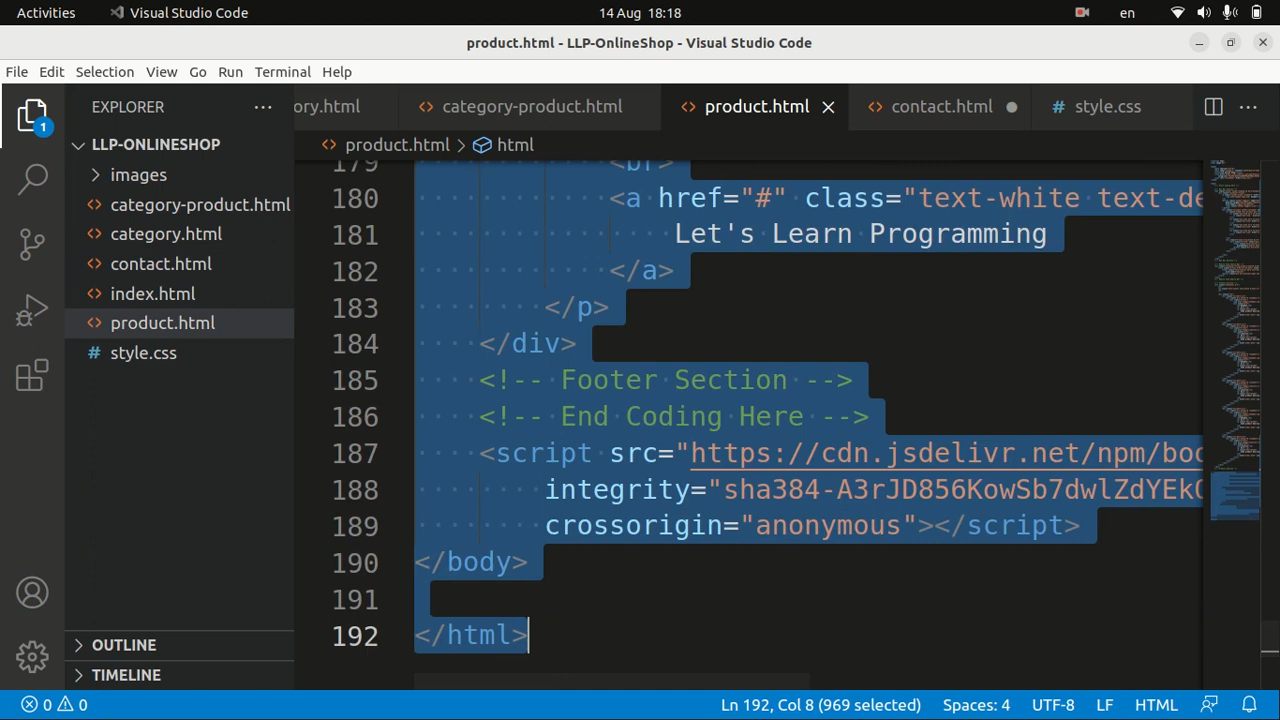 Activities Visual Studio Code 14 Aug 18:18 en
product.html - LLP-OnlineShop - Visual Studio Code
File Edit Selection View Go Run Terminal Help
EXPLORER ory.html category-product.html product.html contact.html style.css
LLP-ONLINESHOP product.html > html
images
category-product.html
category.html
contact.html
index.html
product.html
style.css
OUTLINE
TIMELINE
1
179 <br>
180 <a href="#" class="text-white text-de
181 Let's Learn Programming
182 </a>
183 </p>
184 </div>
185 <!-- Footer Section -->
186 <!-- End Coding Here -->
187 <script src="https://cdn.jsdelivr.net/npm/boo
188 integrity="sha384-A3rJD856KowSb7dwlZdYEkO
189 crossorigin="anonymous"></script>
190 </body>
191
192 </html>
0 0 Ln 192, Col 8 (969 selected) Spaces: 4 UTF-8 LF HTML